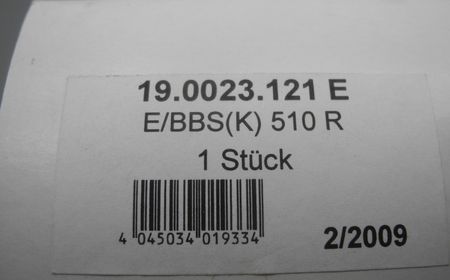 19.0023.121 E
E/BBS(K) 510 R
1 Stück
4 045034 019334
2/2009